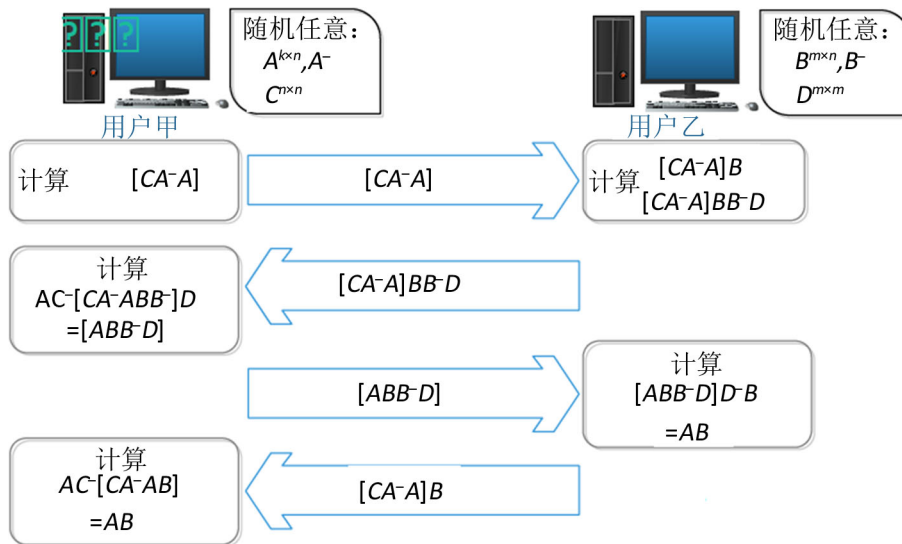 随机任意：
A^{k×n},A⁻
C^{n×n}
随机任意：
B^{m×n},B⁻
D^{m×m}
用户甲
用户乙
计算 [CA⁻A]
[CA⁻A]
计算 [CA⁻A]B
[CA⁻A]BB⁻D
计算
AC⁻[CA⁻ABB⁻]D
=[ABB⁻D]
[CA⁻A]BB⁻D
[ABB⁻D]
计算
[ABB⁻D]D⁻B
=AB
计算
AC⁻[CA⁻AB]
=AB
[CA⁻A]B